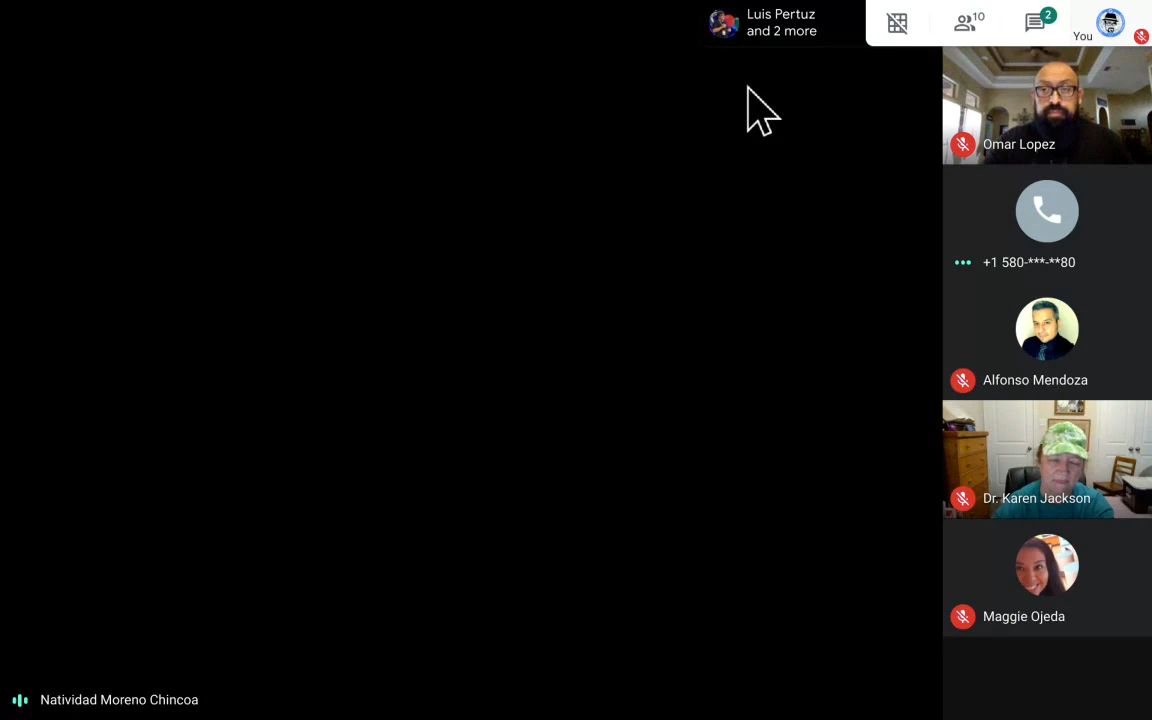 Luis Pertuz
and 2 more
10
2
You
Omar Lopez
+1 580-***-**80
Alfonso Mendoza
Dr. Karen Jackson
Maggie Ojeda
Natividad Moreno Chincoa